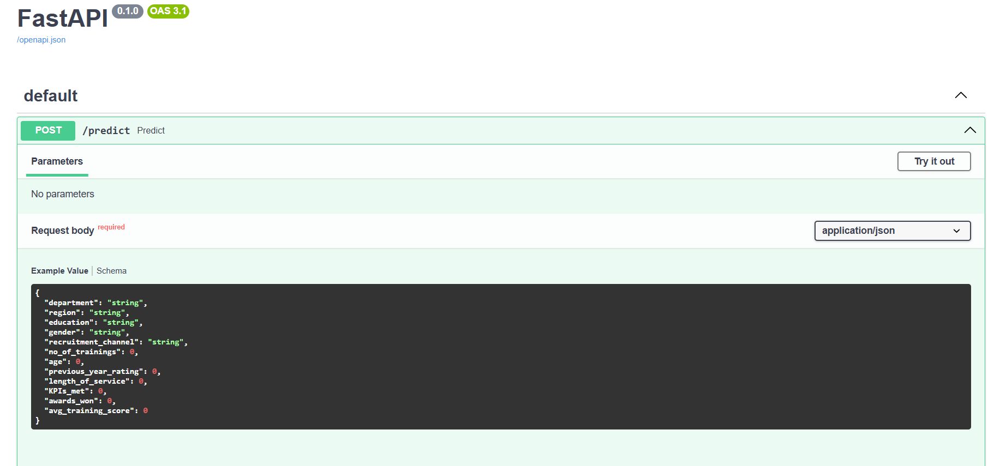 FastAPI 0.1.0 OAS 3.1
/openapi.json
default
POST /predict Predict
Parameters
Try it out
No parameters
Request body required
application/json
Example Value | Schema
{
  "department": "string",
  "region": "string",
  "education": "string",
  "gender": "string",
  "recruitment_channel": "string",
  "no_of_trainings": 0,
  "age": 0,
  "previous_year_rating": 0,
  "length_of_service": 0,
  "KPIs_met": 0,
  "awards_won": 0,
  "avg_training_score": 0
}